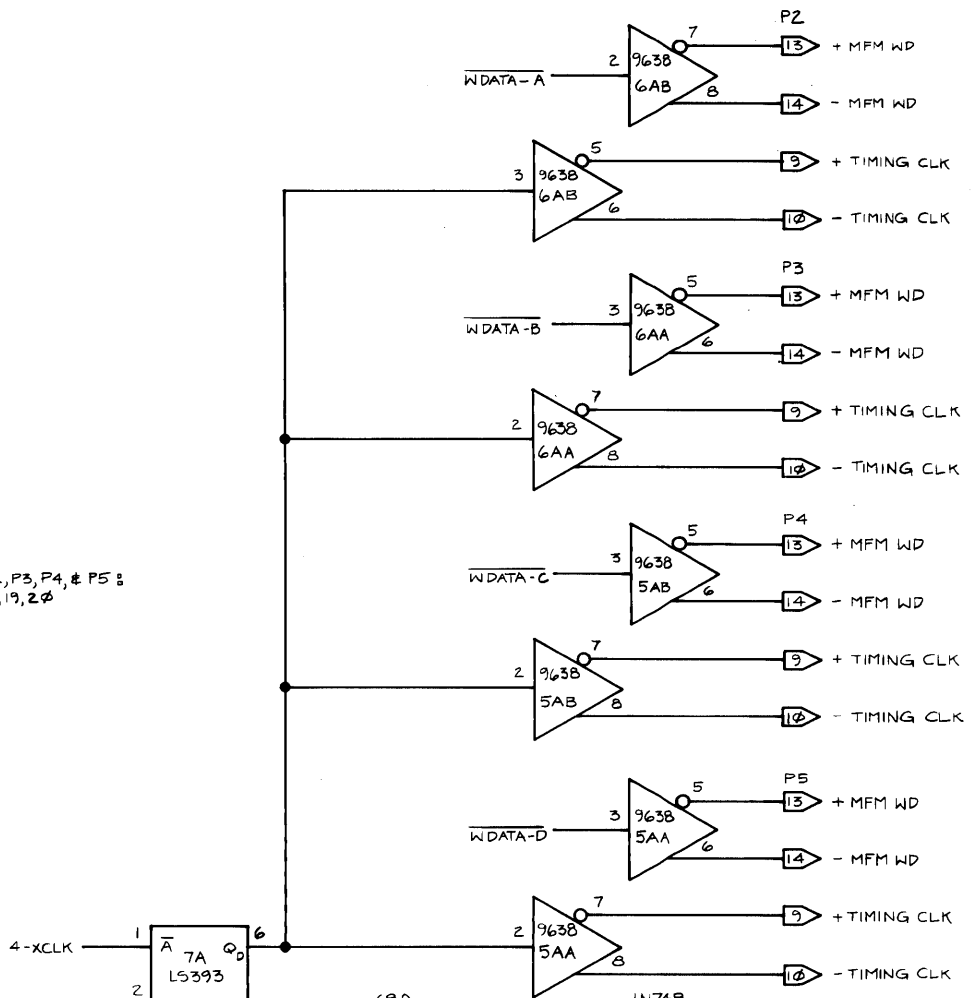 P2
7
13 + MFM WD
2 9638
WDATA-A 6AB
8
14 - MFM WD
5
9 + TIMING CLK
3 9638
6AB
6
1Ø - TIMING CLK
P3
5
13 + MFM WD
3 9638
WDATA-B 6AA
6
14 - MFM WD
7
9 + TIMING CLK
2 9638
6AA
8
1Ø - TIMING CLK
P4
5
13 + MFM WD
3 9638
WDATA-C 5AB
6
14 - MFM WD
, P3, P4, & P5 :
, 19, 2Ø
7
9 + TIMING CLK
2 9638
5AB
8
1Ø - TIMING CLK
P5
5
13 + MFM WD
3 9638
WDATA-D 5AA
6
14 - MFM WD
7
9 + TIMING CLK
2 9638
5AA
8
1Ø - TIMING CLK
4-XCLK 1 A 7A QD 6
LS393
2